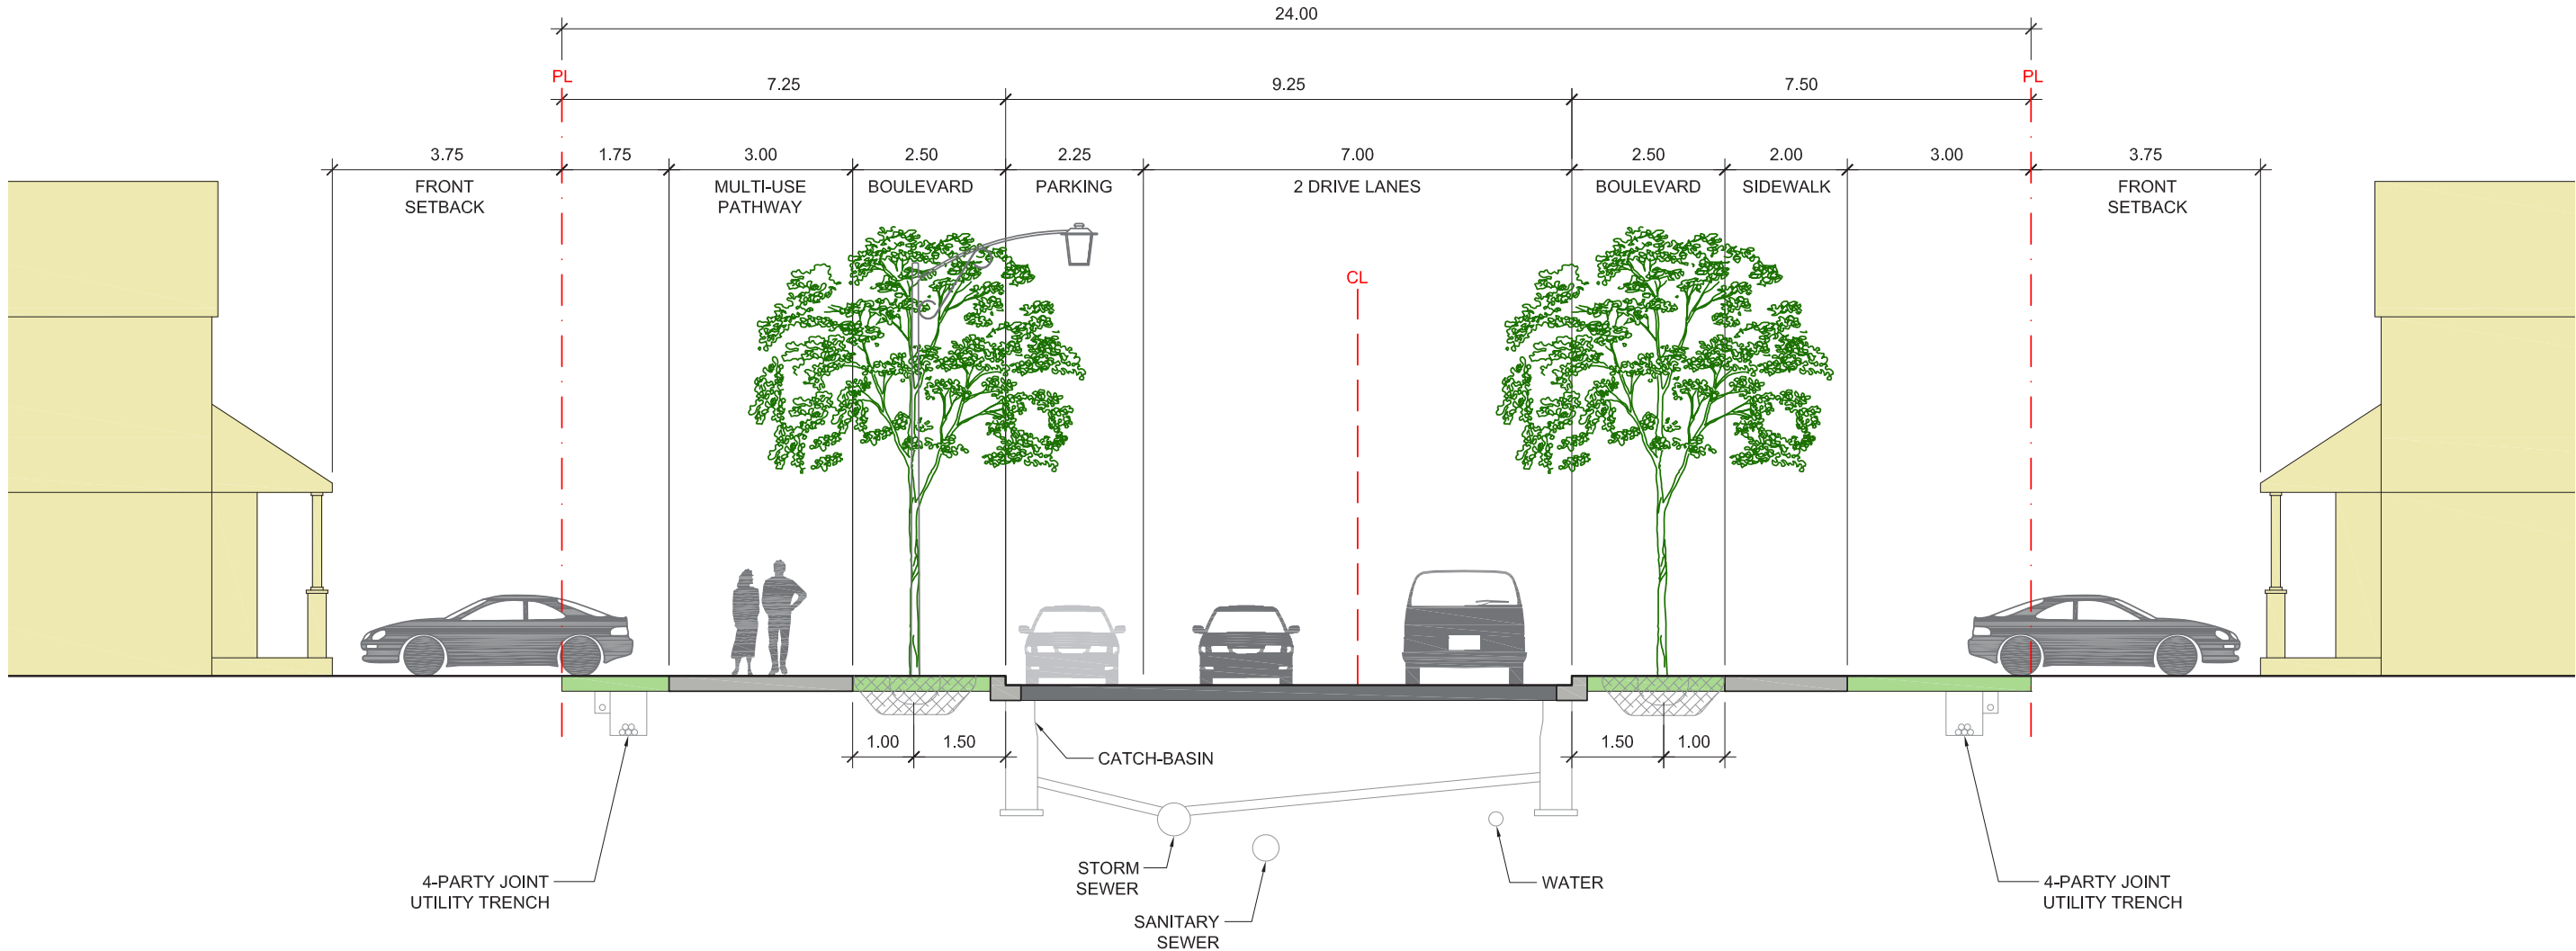 24.00
PL
7.25
9.25
7.50
PL
3.75
1.75
3.00
2.50
2.25
7.00
2.50
2.00
3.00
3.75
FRONT
SETBACK
MULTI-USE
PATHWAY
BOULEVARD
PARKING
2 DRIVE LANES
BOULEVARD
SIDEWALK
FRONT
SETBACK
CL
1.00
1.50
CATCH-BASIN
1.50
1.00
4-PARTY JOINT
UTILITY TRENCH
STORM
SEWER
SANITARY
SEWER
WATER
4-PARTY JOINT
UTILITY TRENCH